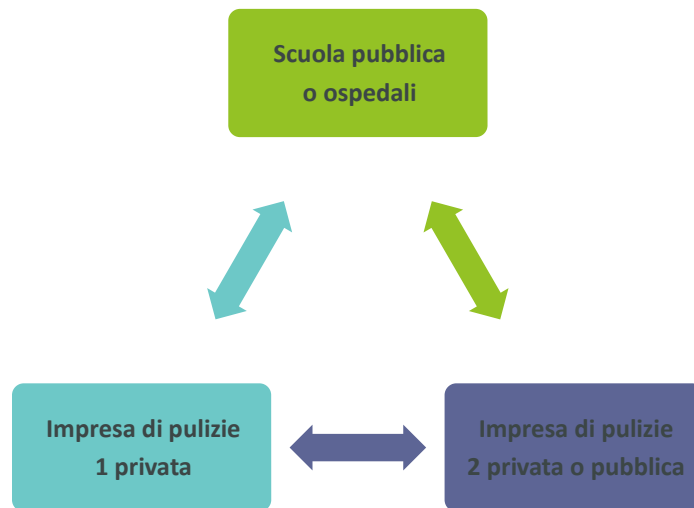 Scuola pubblica
o ospedali
Impresa di pulizie
1 privata
Impresa di pulizie
2 privata o pubblica